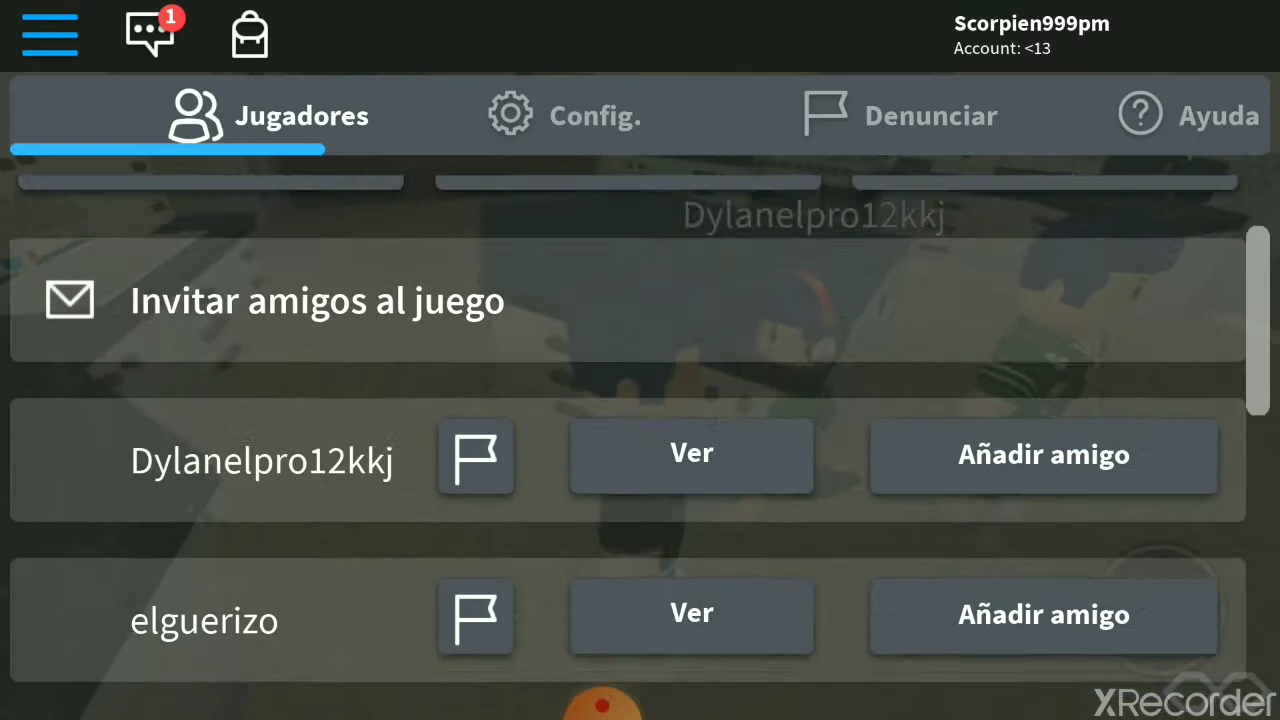 1
Scorpien999pm
Account: <13
Jugadores
Config.
Denunciar
Ayuda
Dylanelpro12kkj
Invitar amigos al juego
Dylanelpro12kkj
Ver
Añadir amigo
elguerizo
Ver
Añadir amigo
XRecorder